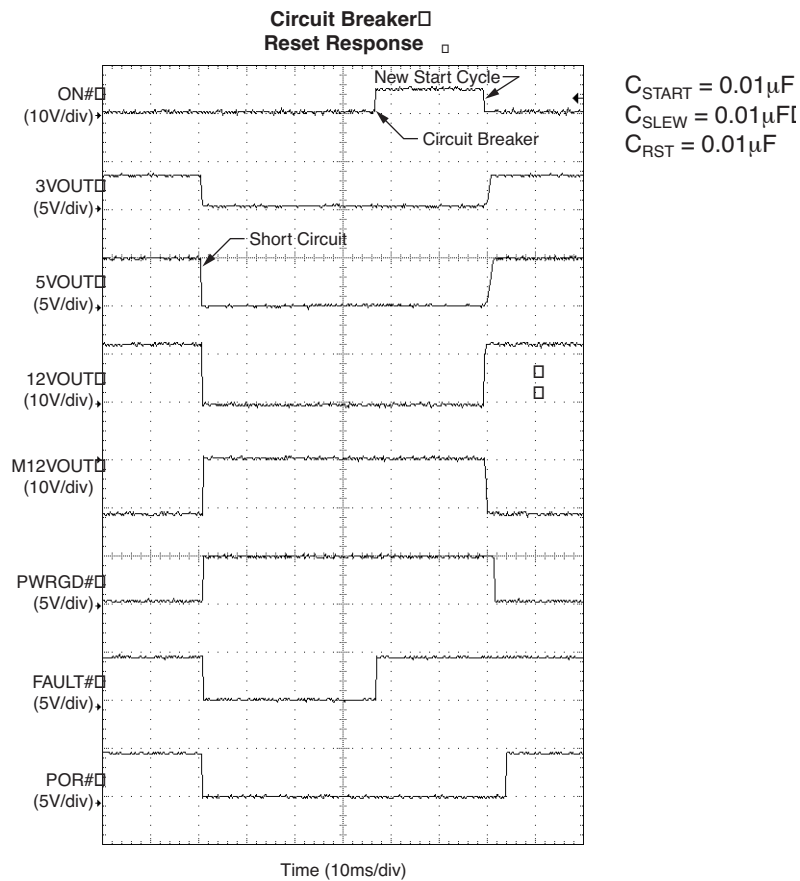 Circuit Breaker
Reset Response
New Start Cycle
ON#
(10V/div)
Circuit Breaker
3VOUT
(5V/div)
Short Circuit
5VOUT
(5V/div)
12VOUT
(10V/div)
M12VOUT
(10V/div)
PWRGD#
(5V/div)
FAULT#
(5V/div)
POR#
(5V/div)
Time (10ms/div)
CSTART = 0.01μF
CSLEW = 0.01μF
CRST = 0.01μF